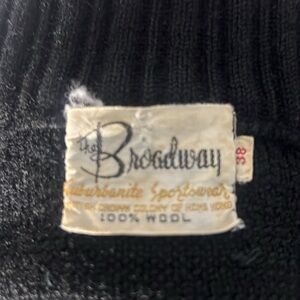 the Broadway
Suburbanite Sportswear
BRITISH CROWN COLONY OF HONG KONG
100% WOOL
38